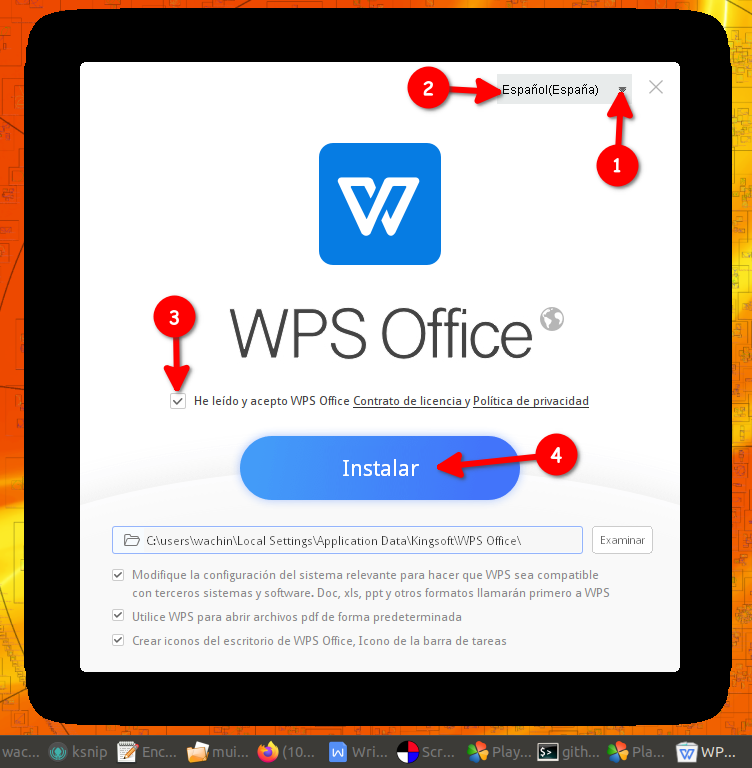 2
Español(España)
1
WPS Office
3
He leído y acepto WPS Office Contrato de licencia y Política de privacidad
Instalar
4
C:\users\wachin\Local Settings\Application Data\Kingsoft\WPS Office\
Examinar
Modifique la configuración del sistema relevante para hacer que WPS sea compatible
con terceros sistemas y software. Doc, xls, ppt y otros formatos llamarán primero a WPS
Utilice WPS para abrir archivos pdf de forma predeterminada
Crear iconos del escritorio de WPS Office, Icono de la barra de tareas
wac... ksnip Enc... mui... (10... Wri... Scr... Play... gith... Pla... WP...